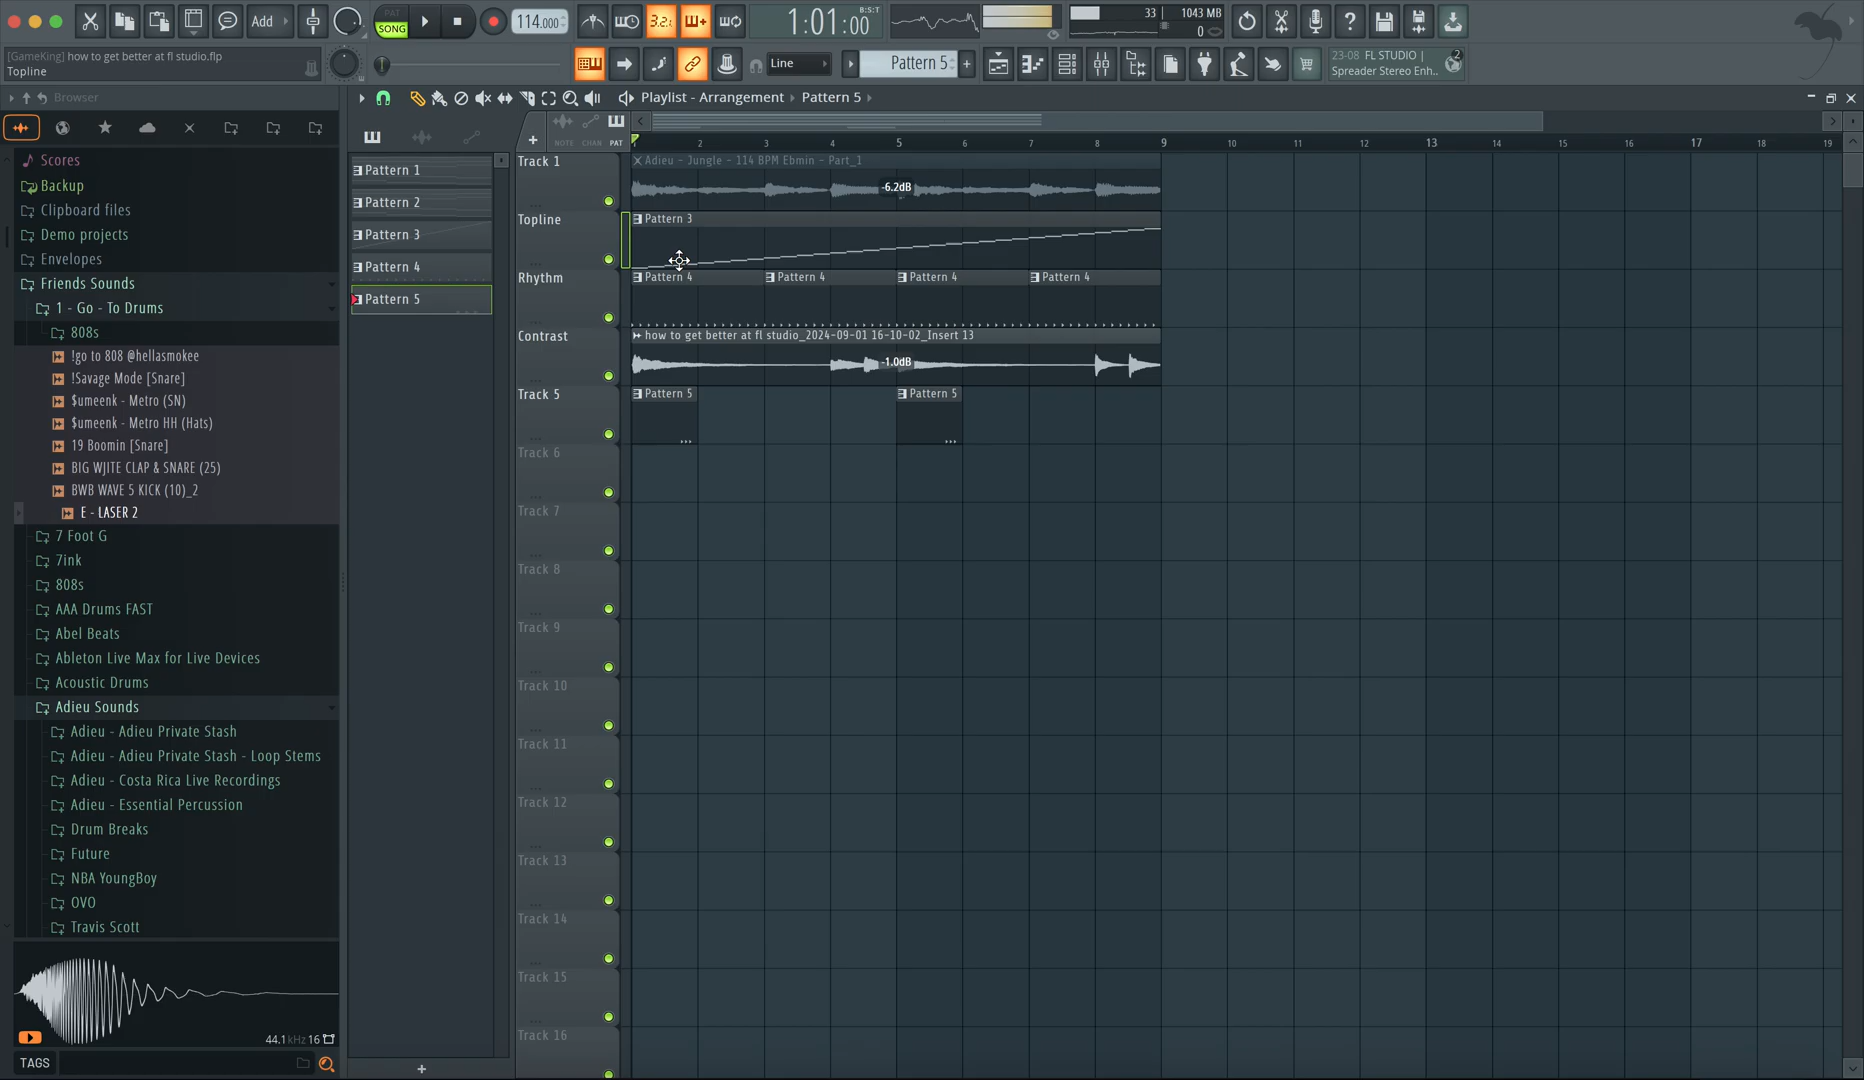 Add
PAT
SONG
114.000
3.2.1
1:01:00
B:S:T
33
1043 MB
0
[GameKing] how to get better at fl studio.flp
Topline
Line
Pattern 5
23-08 FL STUDIO |
Spreader Stereo Enh..
2
Browser
Playlist - Arrangement
Pattern 5
NOTE
CHAN
PAT
2
3
4
5
6
7
8
9
10
11
12
13
14
15
16
17
18
19
Scores
Backup
Clipboard files
Demo projects
Envelopes
Friends Sounds
1 - Go - To Drums
808s
!go to 808 @hellasmokee
!Savage Mode [Snare]
$umeenk - Metro (SN)
$umeenk - Metro HH (Hats)
19 Boomin [Snare]
BIG WJITE CLAP & SNARE (25)
BWB WAVE 5 KICK (10)_2
E - LASER 2
7 Foot G
7ink
808s
AAA Drums FAST
Abel Beats
Ableton Live Max for Live Devices
Acoustic Drums
Adieu Sounds
Adieu - Adieu Private Stash
Adieu - Adieu Private Stash - Loop Stems
Adieu - Costa Rica Live Recordings
Adieu - Essential Percussion
Drum Breaks
Future
NBA YoungBoy
OVO
Travis Scott
44.1kHz 16
TAGS
Pattern 1
Pattern 2
Pattern 3
Pattern 4
Pattern 5
Track 1
Adieu - Jungle - 114 BPM Ebmin - Part_1
-6.2dB
Topline
Pattern 3
Rhythm
Pattern 4
Pattern 4
Pattern 4
Pattern 4
Contrast
how to get better at fl studio_2024-09-01 16-10-02_Insert 13
-1.0dB
Track 5
Pattern 5
Pattern 5
Track 6
Track 7
Track 8
Track 9
Track 10
Track 11
Track 12
Track 13
Track 14
Track 15
Track 16